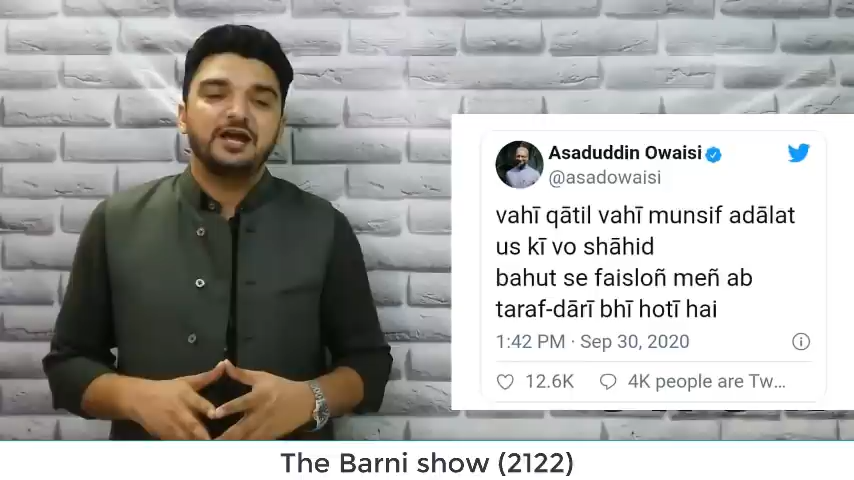 Asaduddin Owaisi
@asadowaisi
vahī qātil vahī munsif adālat
us kī vo shāhid
bahut se faisloñ meñ ab
taraf-dārī bhī hotī hai
1:42 PM · Sep 30, 2020
12.6K 4K people are Tw...
The Barni show (2122)